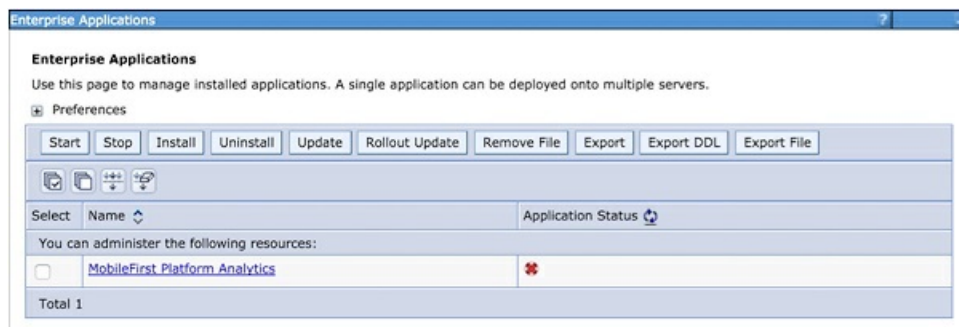 Enterprise Applications ?
Enterprise Applications
Use this page to manage installed applications. A single application can be deployed onto multiple servers.
Preferences
Start Stop Install Uninstall Update Rollout Update Remove File Export Export DDL Export File
Select Name Application Status
You can administer the following resources:
MobileFirst Platform Analytics
Total 1